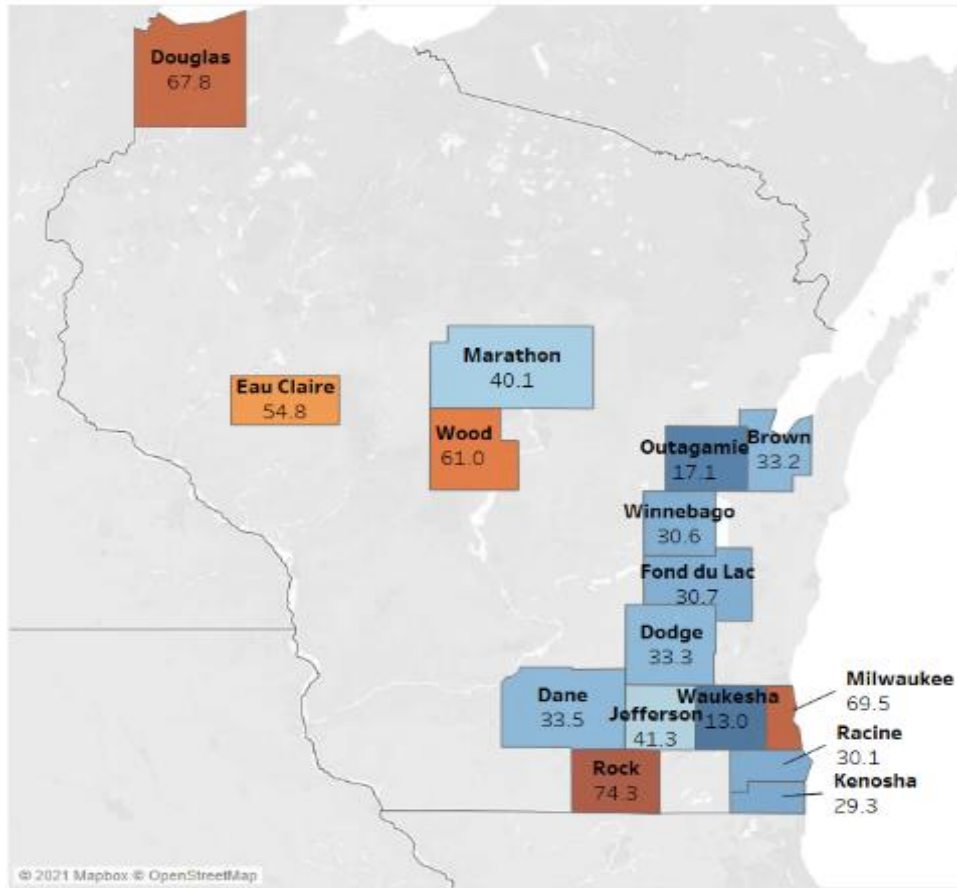 Douglas
67.8
Marathon
40.1
Eau Claire
54.8
Wood
61.0
Outagamie
17.1
Brown
33.2
Winnebago
30.6
Fond du Lac
30.7
Dodge
33.3
Dane
33.5
Jefferson
41.3
Waukesha
13.0
Milwaukee
69.5
Racine
30.1
Kenosha
29.3
Rock
74.3
© 2021 Mapbox © OpenStreetMap